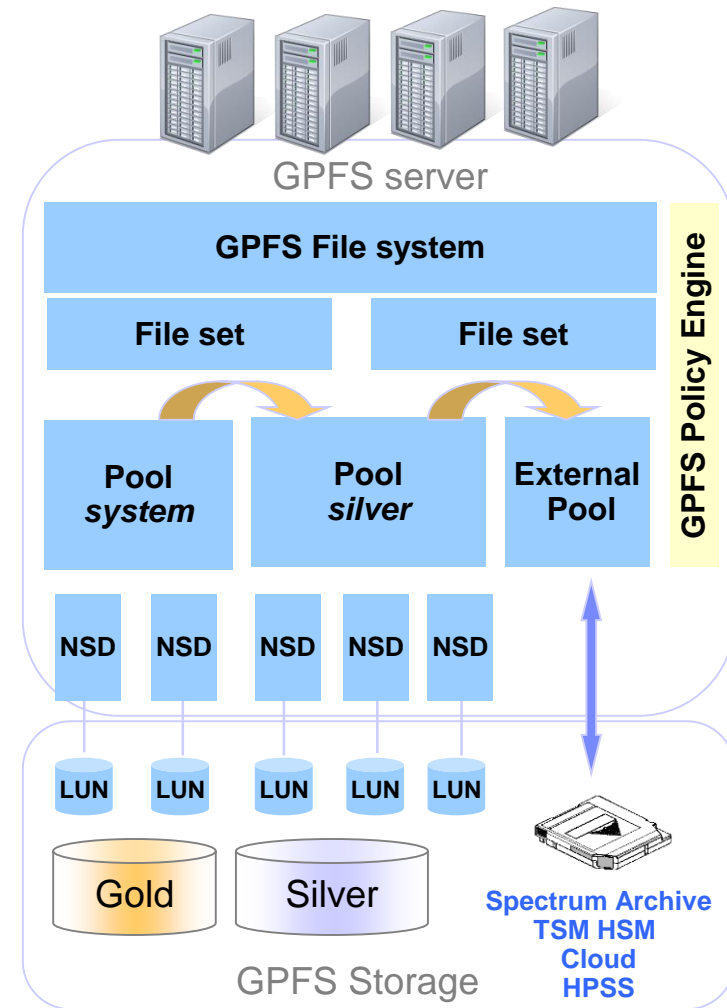 GPFS server
GPFS File system
GPFS Policy Engine
File set
File set
Pool
system
Pool
silver
External
Pool
NSD
NSD
NSD
NSD
NSD
LUN
LUN
LUN
LUN
LUN
Gold
Silver
Spectrum Archive
TSM HSM
Cloud
HPSS
GPFS Storage